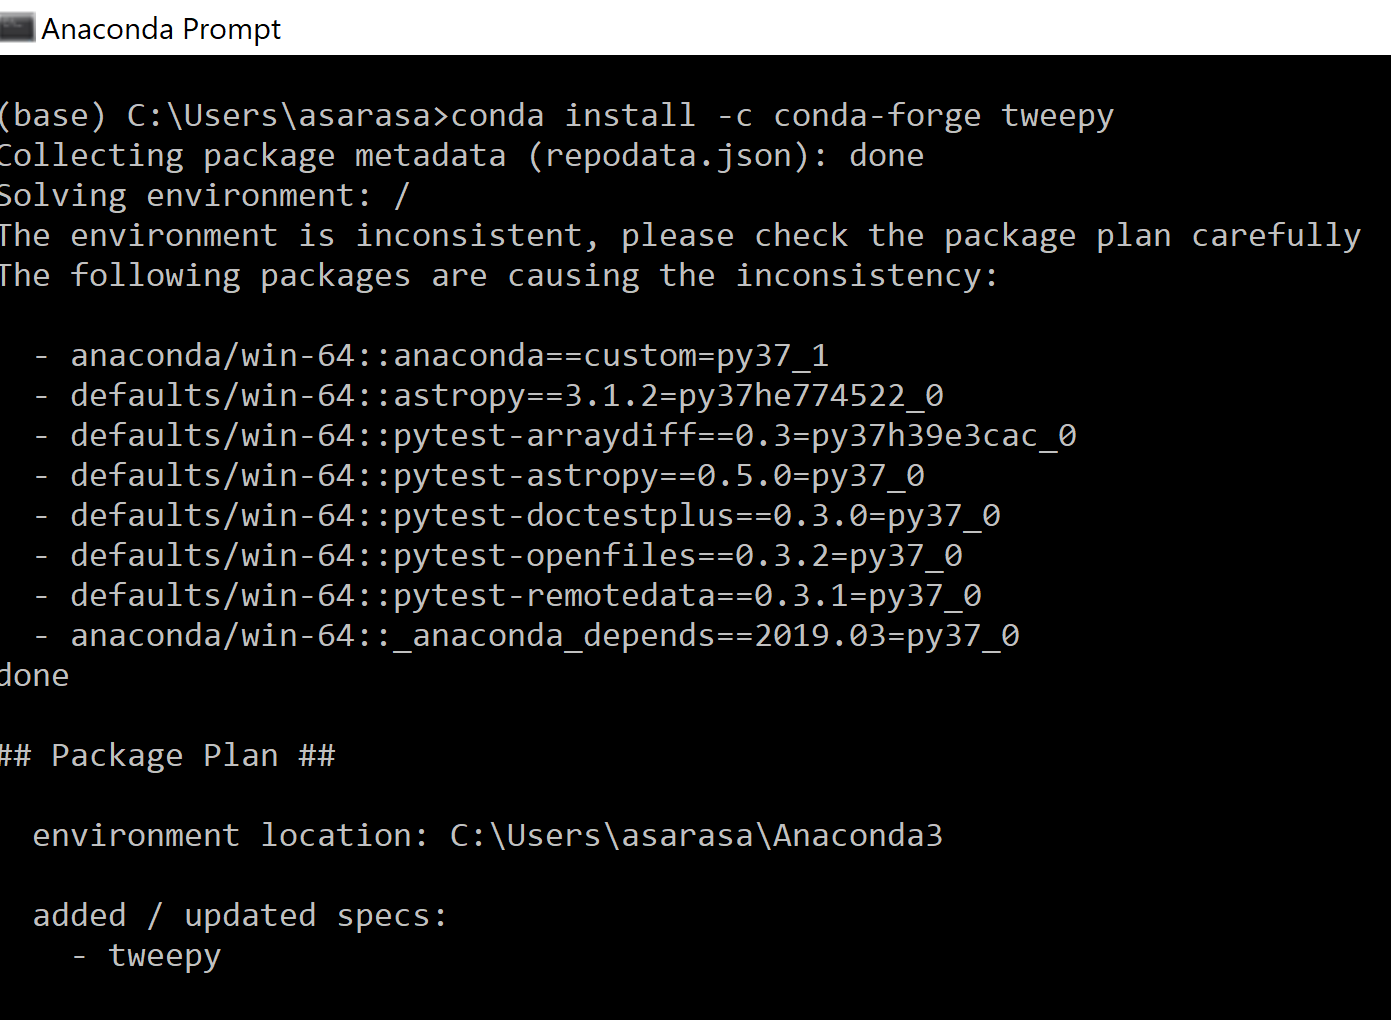 Anaconda Prompt
(base) C:\Users\asarasa>conda install -c conda-forge tweepy
Collecting package metadata (repodata.json): done
Solving environment: /
The environment is inconsistent, please check the package plan carefully
The following packages are causing the inconsistency:
- anaconda/win-64::anaconda==custom=py37_1
- defaults/win-64::astropy==3.1.2=py37he774522_0
- defaults/win-64::pytest-arraydiff==0.3=py37h39e3cac_0
- defaults/win-64::pytest-astropy==0.5.0=py37_0
- defaults/win-64::pytest-doctestplus==0.3.0=py37_0
- defaults/win-64::pytest-openfiles==0.3.2=py37_0
- defaults/win-64::pytest-remotedata==0.3.1=py37_0
- anaconda/win-64::_anaconda_depends==2019.03=py37_0
done
## Package Plan ##
environment location: C:\Users\asarasa\Anaconda3
added / updated specs:
- tweepy